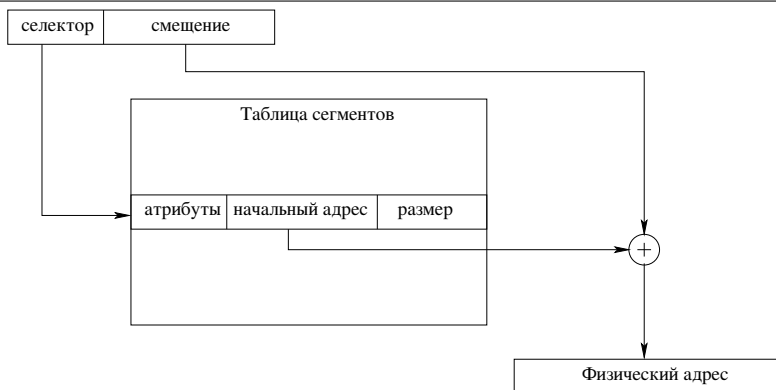 селектор смещение
Таблица сегментов
атрибуты начальный адрес размер
+
Физический адрес